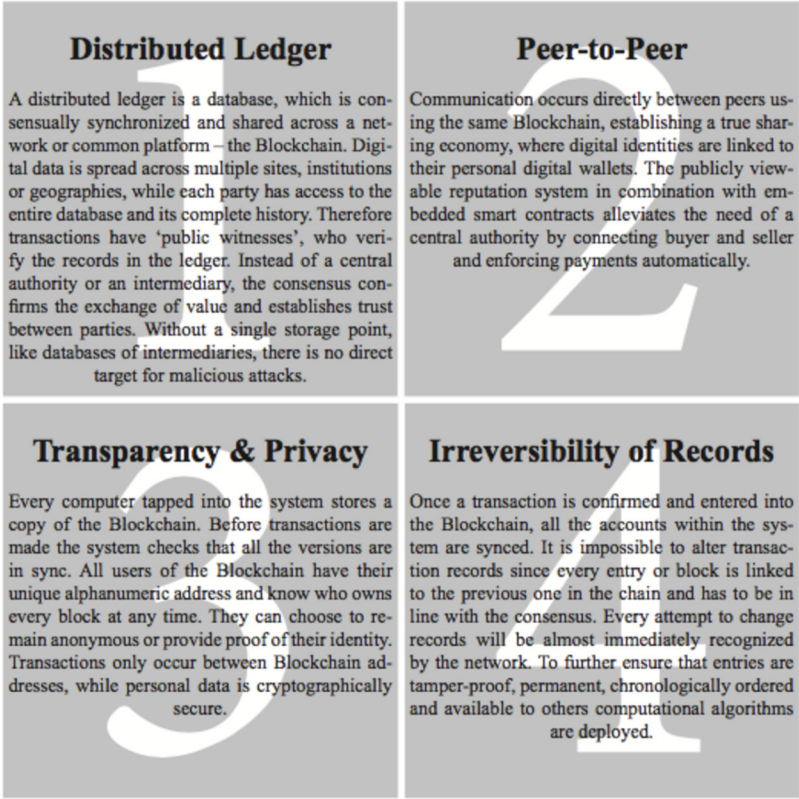 Distributed Ledger
1
A distributed ledger is a database, which is con-
sensually synchronized and shared across a net-
work or common platform – the Blockchain. Digi-
tal data is spread across multiple sites, institutions
or geographies, while each party has access to the
entire database and its complete history. Therefore
transactions have ‘public witnesses’, who veri-
fy the records in the ledger. Instead of a central
authority or an intermediary, the consensus con-
firms the exchange of value and establishes trust
between parties. Without a single storage point,
like databases of intermediaries, there is no direct
target for malicious attacks.
Peer-to-Peer
2
Communication occurs directly between peers us-
ing the same Blockchain, establishing a true shar-
ing economy, where digital identities are linked to
their personal digital wallets. The publicly view-
able reputation system in combination with em-
bedded smart contracts alleviates the need of a
central authority by connecting buyer and seller
and enforcing payments automatically.
Transparency & Privacy
3
Every computer tapped into the system stores a
copy of the Blockchain. Before transactions are
made the system checks that all the versions are
in sync. All users of the Blockchain have their
unique alphanumeric address and know who owns
every block at any time. They can choose to re-
main anonymous or provide proof of their identity.
Transactions only occur between Blockchain ad-
dresses, while personal data is cryptographically
secure.
Irreversibility of Records
4
Once a transaction is confirmed and entered into
the Blockchain, all the accounts within the sys-
tem are synced. It is impossible to alter transac-
tion records since every entry or block is linked
to the previous one in the chain and has to be in
line with the consensus. Every attempt to change
records will be almost immediately recognized
by the network. To further ensure that entries are
tamper-proof, permanent, chronologically ordered
and available to others computational algorithms
are deployed.